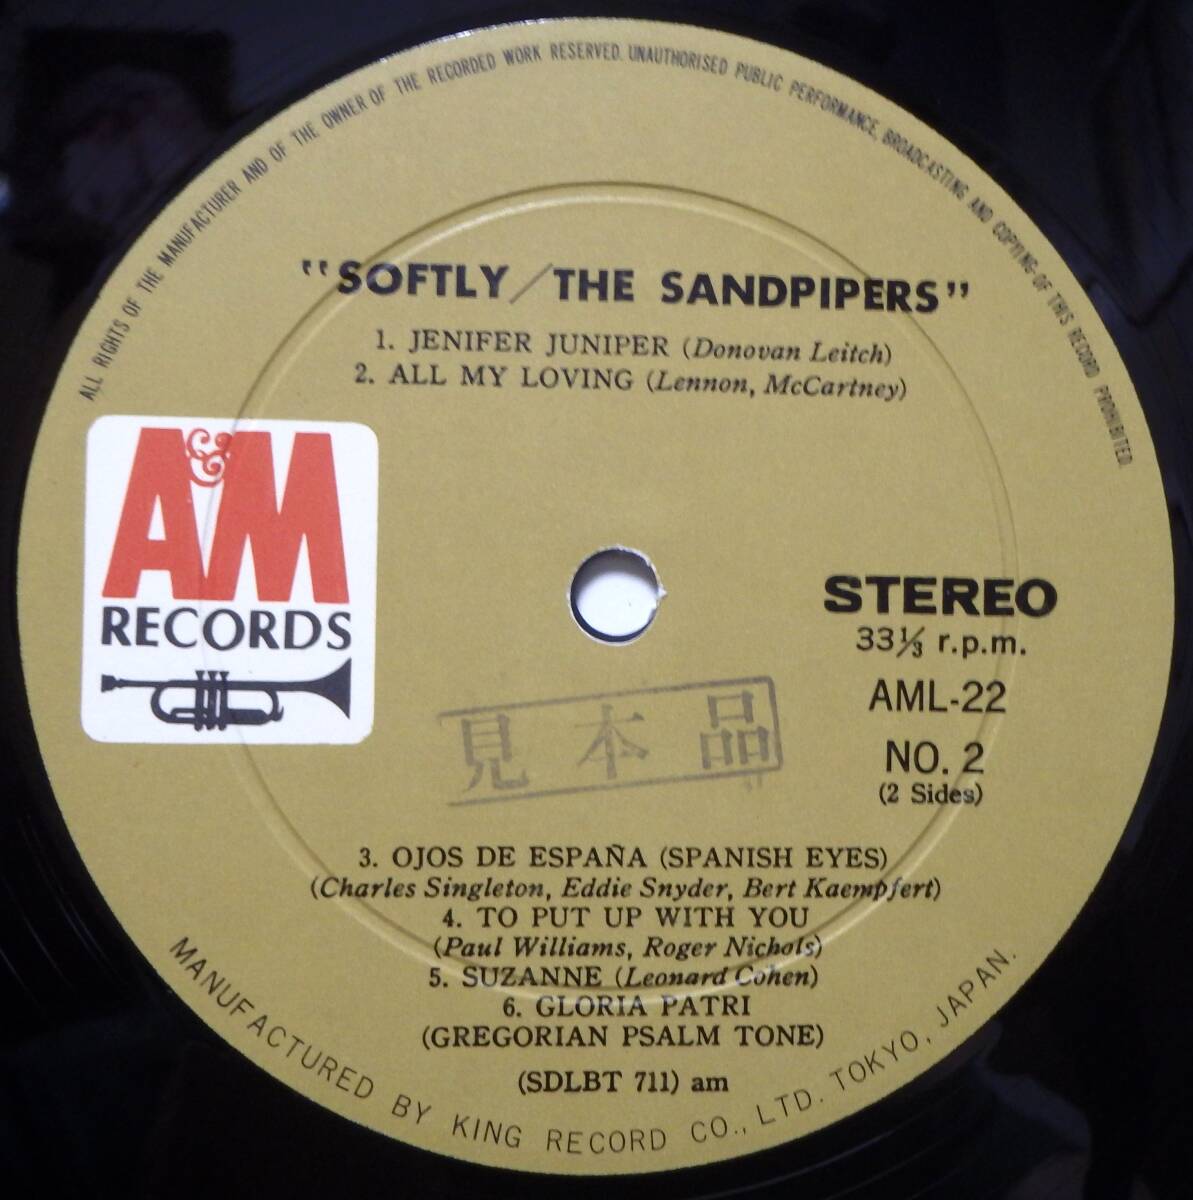 ALL RIGHTS OF THE MANUFACTURER AND OF THE OWNER OF THE RECORDED WORK RESERVED. UNAUTHORISED PUBLIC PERFORMANCE, BROADCASTING AND COPYING OF THIS RECORD PROHIBITED.
"SOFTLY/THE SANDPIPERS"
1. JENIFER JUNIPER (Donovan Leitch)
2. ALL MY LOVING (Lennon, McCartney)
A&M
RECORDS
STEREO
33⅓ r.p.m.
AML-22
NO. 2
(2 Sides)
見本品
3. OJOS DE ESPAÑA (SPANISH EYES)
(Charles Singleton, Eddie Snyder, Bert Kaempfert)
4. TO PUT UP WITH YOU
(Paul Williams, Roger Nichols)
5. SUZANNE (Leonard Cohen)
6. GLORIA PATRI
(GREGORIAN PSALM TONE)
(SDLBT 711) am
MANUFACTURED BY KING RECORD CO., LTD. TOKYO, JAPAN.